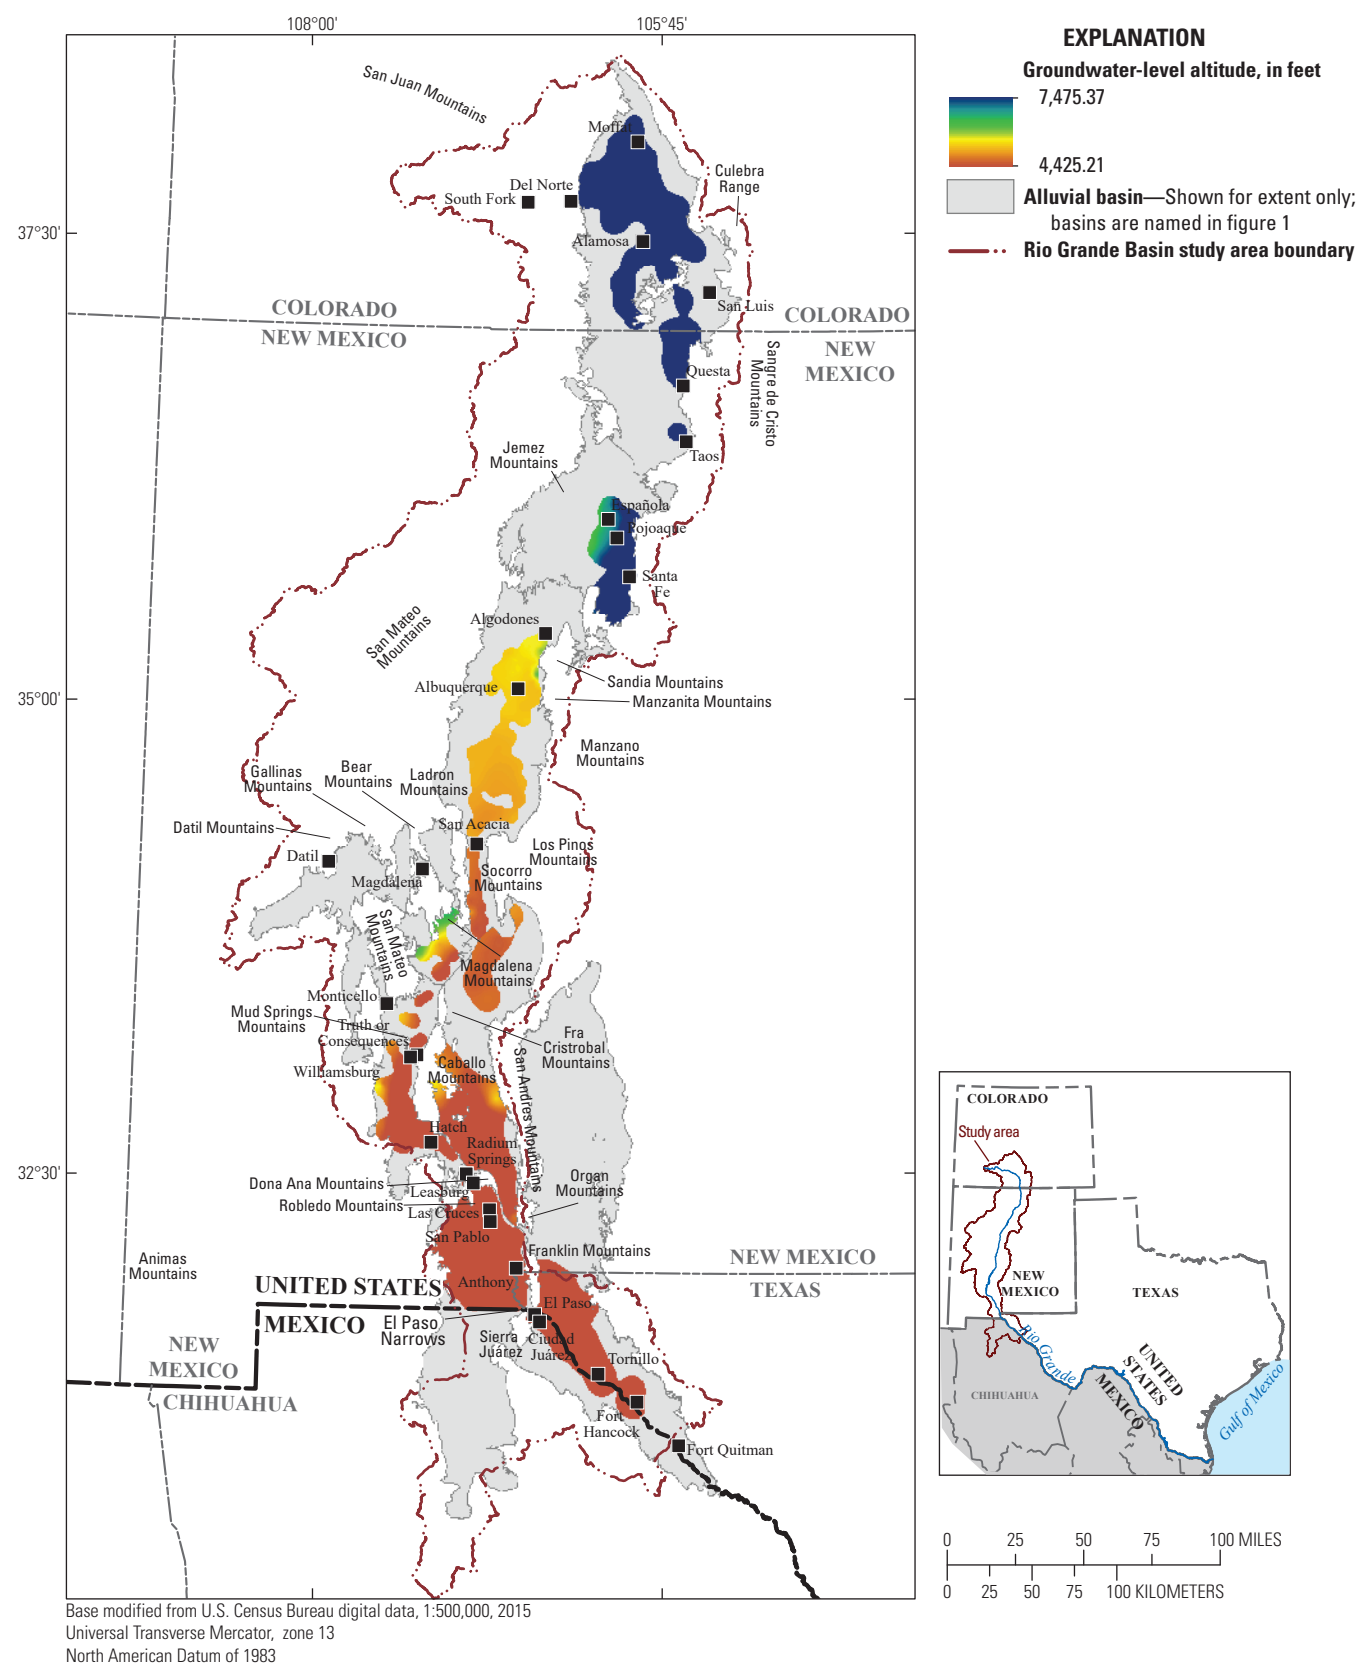 108°00'
105°45'
EXPLANATION
Groundwater-level altitude, in feet
7,475.37
4,425.21
Alluvial basin—Shown for extent only;
basins are named in figure 1
Rio Grande Basin study area boundary
San Juan Mountains
Moffat
Culebra
Range
Del Norte
South Fork
37°30'
Alamosa
San Luis
COLORADO
NEW MEXICO
COLORADO
NEW
MEXICO
Sangre de Cristo
Mountains
Questa
Taos
Jemez
Mountains
Española
Pojoaque
Santa
Fe
Algodones
San Mateo
Mountains
Sandia Mountains
Albuquerque
35°00'
Manzanita Mountains
Manzano
Mountains
Gallinas
Mountains
Bear
Mountains
Ladron
Mountains
Datil Mountains
San Acacia
Los Pinos
Mountains
Datil
Magdalena
Socorro
Mountains
San Mateo
Mountains
Magdalena
Mountains
Monticello
Mud Springs
Mountains
Truth or
Consequences
Fra
Cristrobal
Mountains
Williamsburg
Caballo
Mountains
San Andres Mountains
Hatch
Radium
Springs
32°30'
Dona Ana Mountains
Leasburg
Organ
Mountains
Robledo Mountains
Las Cruces
San Pablo
Franklin Mountains
NEW MEXICO
TEXAS
Animas
Mountains
Anthony
UNITED STATES
MEXICO
El Paso
El Paso
Narrows
Sierra
Juárez
Ciudad
Juárez
Tornillo
NEW
MEXICO
CHIHUAHUA
Fort
Hancock
Fort Quitman
COLORADO
Study area
NEW
MEXICO
TEXAS
Rio Grande
UNITED
STATES
MEXICO
CHIHUAHUA
Gulf of Mexico
0 25 50 75 100 MILES
0 25 50 75 100 KILOMETERS
Base modified from U.S. Census Bureau digital data, 1:500,000, 2015
Universal Transverse Mercator, zone 13
North American Datum of 1983